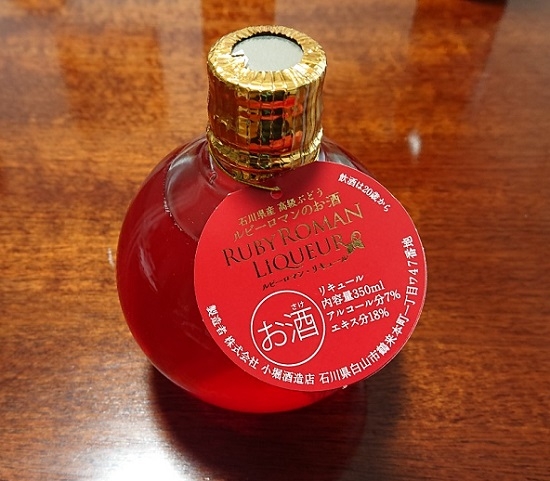 飲酒は20歳から
石川県産 高級ぶどう
ルビーロマンのお酒
RUBY ROMAN
LIQUEUR
ルビーロマン・リキュール
リキュール
内容量350ml
アルコール分7%
エキス分18%
さけ
お酒
製造者 株式会社 小堀酒造店 石川県白山市鶴来本町一丁目ワ47番地